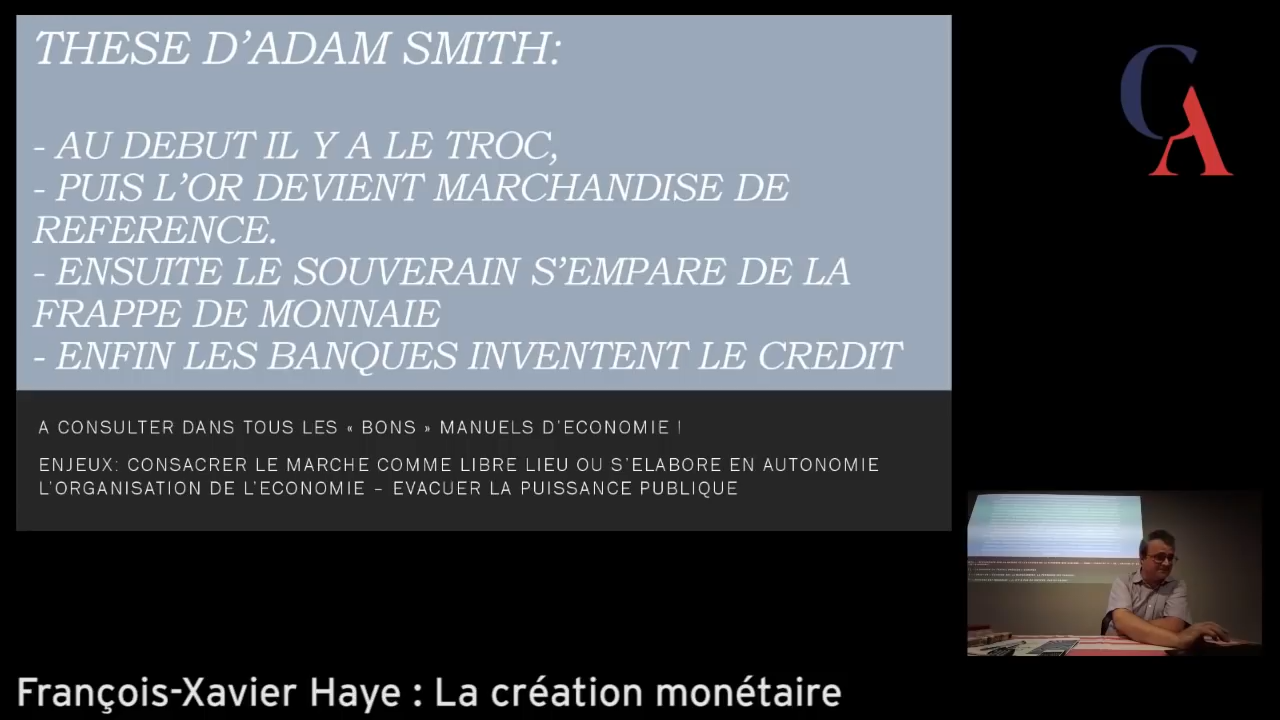 THESE D'ADAM SMITH:
- AU DEBUT IL Y A LE TROC,
- PUIS L'OR DEVIENT MARCHANDISE DE
REFERENCE.
- ENSUITE LE SOUVERAIN S'EMPARE DE LA
FRAPPE DE MONNAIE
- ENFIN LES BANQUES INVENTENT LE CREDIT
A CONSULTER DANS TOUS LES « BONS » MANUELS D'ECONOMIE !
ENJEUX: CONSACRER LE MARCHE COMME LIBRE LIEU OU S'ELABORE EN AUTONOMIE
L'ORGANISATION DE L'ECONOMIE – EVACUER LA PUISSANCE PUBLIQUE
CA
François-Xavier Haye : La création monétaire